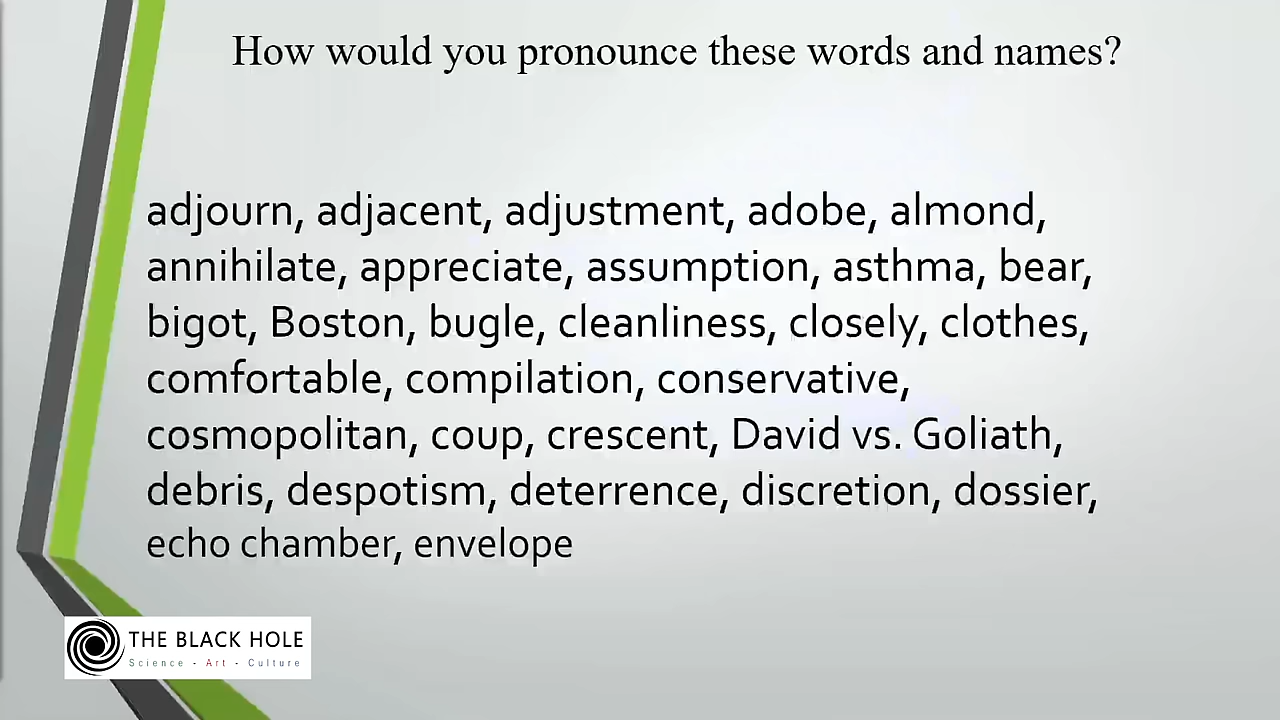 How would you pronounce these words and names?
adjourn, adjacent, adjustment, adobe, almond,
annihilate, appreciate, assumption, asthma, bear,
bigot, Boston, bugle, cleanliness, closely, clothes,
comfortable, compilation, conservative,
cosmopolitan, coup, crescent, David vs. Goliath,
debris, despotism, deterrence, discretion, dossier,
echo chamber, envelope
THE BLACK HOLE
Science - Art - Culture